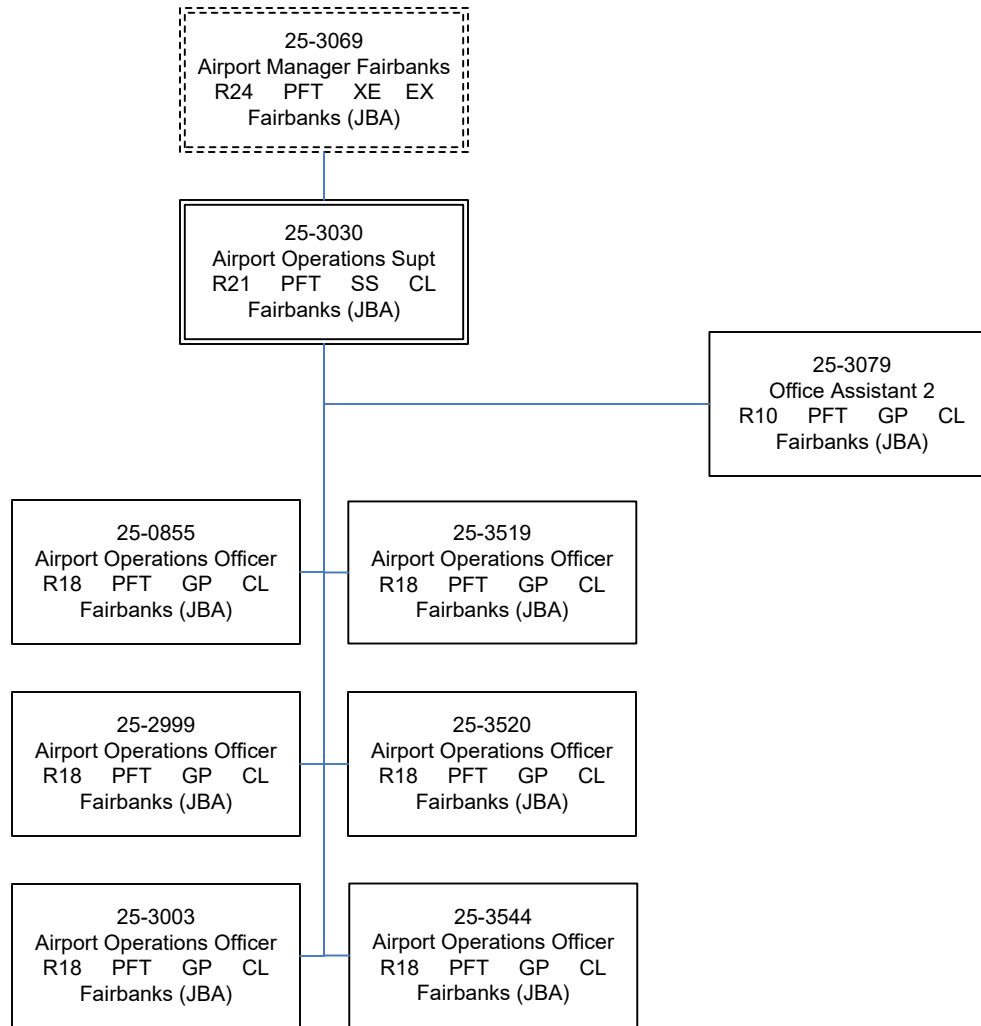 25-3069
Airport Manager Fairbanks
R24 PFT XE EX
Fairbanks (JBA)
25-3030
Airport Operations Supt
R21 PFT SS CL
Fairbanks (JBA)
25-3079
Office Assistant 2
R10 PFT GP CL
Fairbanks (JBA)
25-0855
Airport Operations Officer
R18 PFT GP CL
Fairbanks (JBA)
25-3519
Airport Operations Officer
R18 PFT GP CL
Fairbanks (JBA)
25-2999
Airport Operations Officer
R18 PFT GP CL
Fairbanks (JBA)
25-3520
Airport Operations Officer
R18 PFT GP CL
Fairbanks (JBA)
25-3003
Airport Operations Officer
R18 PFT GP CL
Fairbanks (JBA)
25-3544
Airport Operations Officer
R18 PFT GP CL
Fairbanks (JBA)